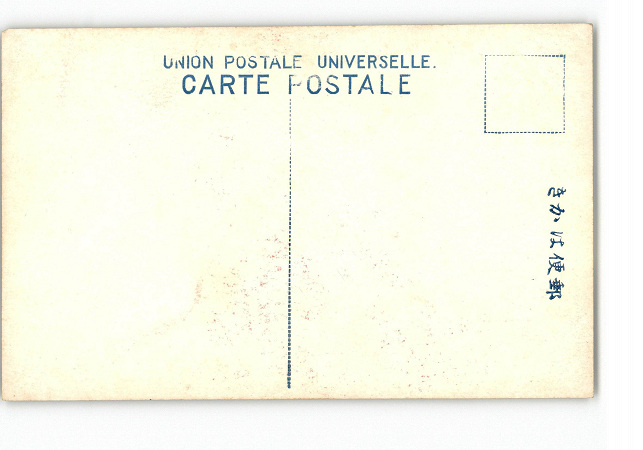 UNION POSTALE UNIVERSELLE.
CARTE POSTALE
きかは便郵